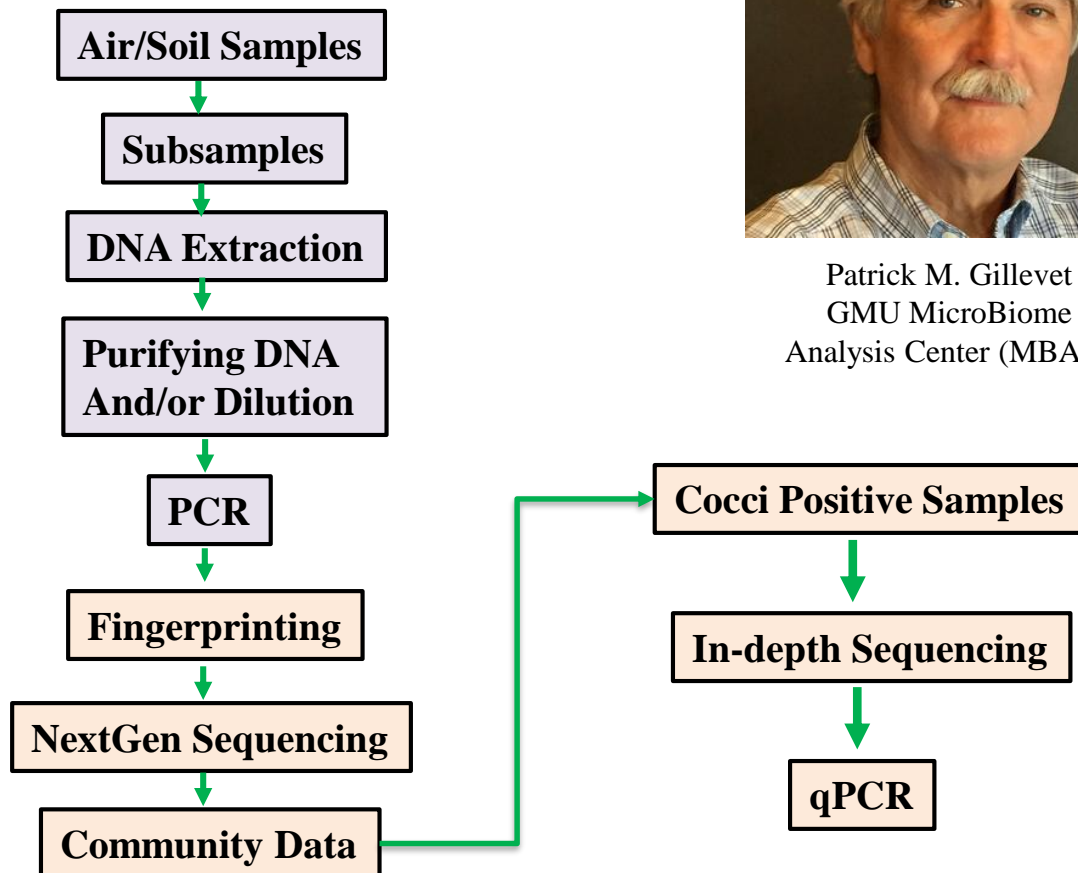 Air/Soil Samples
Subsamples
DNA Extraction
Purifying DNA
And/or Dilution
PCR
Fingerprinting
NextGen Sequencing
Community Data
Patrick M. Gillevet
GMU MicroBiome
Analysis Center (MBA
Cocci Positive Samples
In-depth Sequencing
qPCR